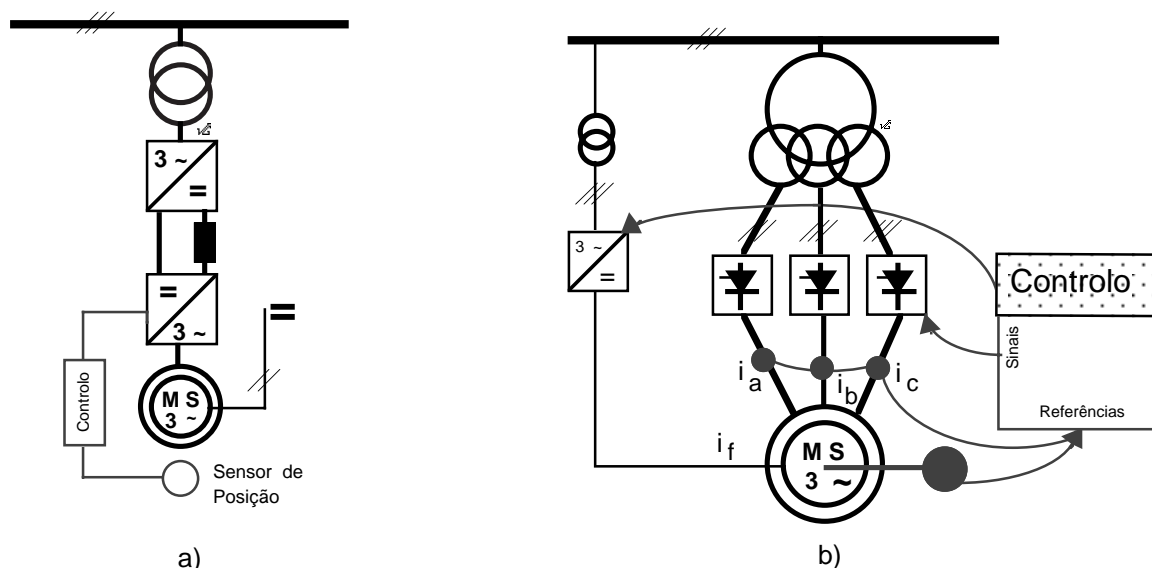 3 ~
=
=
3 ~
=
Controlo
M S
3 ~
Sensor de
Posição
a)
3 ~
=
Controlo
Sinais
i a
i b
i c
Referências
i f
M S
3 ~
b)